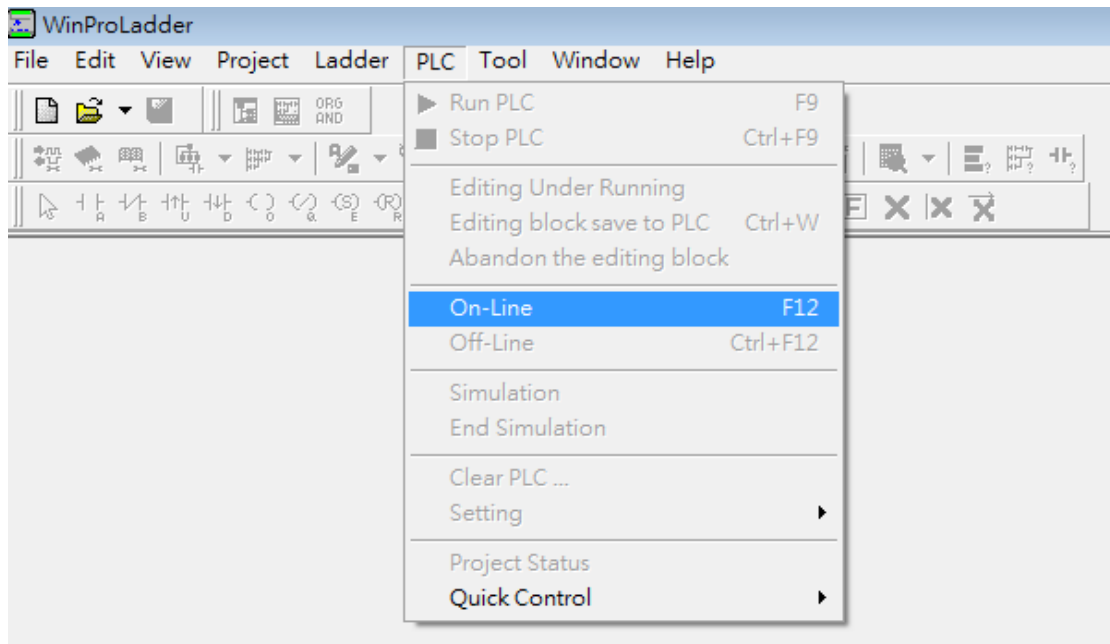 WinProLadder
File Edit View Project Ladder PLC Tool Window Help
ORG
AND
Run PLC F9
Stop PLC Ctrl+F9
Editing Under Running
Editing block save to PLC Ctrl+W
Abandon the editing block
On-Line F12
Off-Line Ctrl+F12
Simulation
End Simulation
Clear PLC ...
Setting
Project Status
Quick Control
A B U D O Q (S) E (R) R F